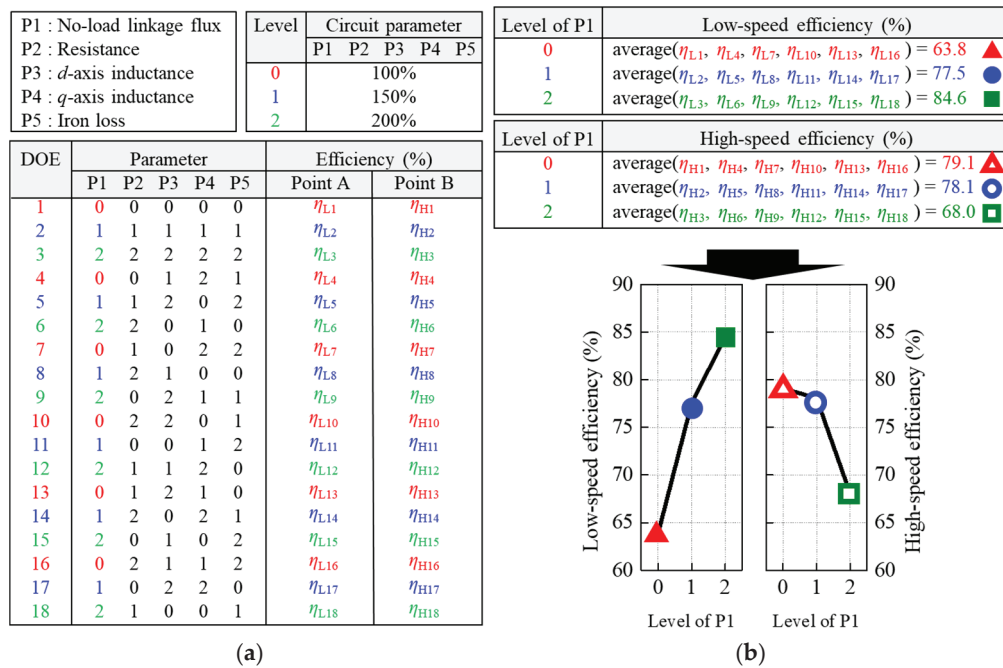 P1 : No-load linkage flux
P2 : Resistance
P3 : d-axis inductance
P4 : q-axis inductance
P5 : Iron loss
Level Circuit parameter
P1 P2 P3 P4 P5
0 100%
1 150%
2 200%
DOE Parameter Efficiency (%)
P1 P2 P3 P4 P5 Point A Point B
1 0 0 0 0 0 ηL1 ηH1
2 1 1 1 1 1 ηL2 ηH2
3 2 2 2 2 2 ηL3 ηH3
4 0 0 1 2 1 ηL4 ηH4
5 1 1 2 0 2 ηL5 ηH5
6 2 2 0 1 0 ηL6 ηH6
7 0 1 0 2 2 ηL7 ηH7
8 1 2 1 0 0 ηL8 ηH8
9 2 0 2 1 1 ηL9 ηH9
10 0 2 2 0 1 ηL10 ηH10
11 1 0 0 1 2 ηL11 ηH11
12 2 1 1 2 0 ηL12 ηH12
13 0 1 2 1 0 ηL13 ηH13
14 1 2 0 2 1 ηL14 ηH14
15 2 0 1 0 2 ηL15 ηH15
16 0 2 1 1 2 ηL16 ηH16
17 1 0 2 2 0 ηL17 ηH17
18 2 1 0 0 1 ηL18 ηH18
(a)
Level of P1 Low-speed efficiency (%)
0 average(ηL1, ηL4, ηL7, ηL10, ηL13, ηL16) = 63.8
1 average(ηL2, ηL5, ηL8, ηL11, ηL14, ηL17) = 77.5
2 average(ηL3, ηL6, ηL9, ηL12, ηL15, ηL18) = 84.6
Level of P1 High-speed efficiency (%)
0 average(ηH1, ηH4, ηH7, ηH10, ηH13, ηH16) = 79.1
1 average(ηH2, ηH5, ηH8, ηH11, ηH14, ηH17) = 78.1
2 average(ηH3, ηH6, ηH9, ηH12, ηH15, ηH18) = 68.0
Low-speed efficiency (%)
90
85
80
75
70
65
60
0 1 2
Level of P1
90
85
80
75
70
65
60
High-speed efficiency (%)
0 1 2
Level of P1
(b)